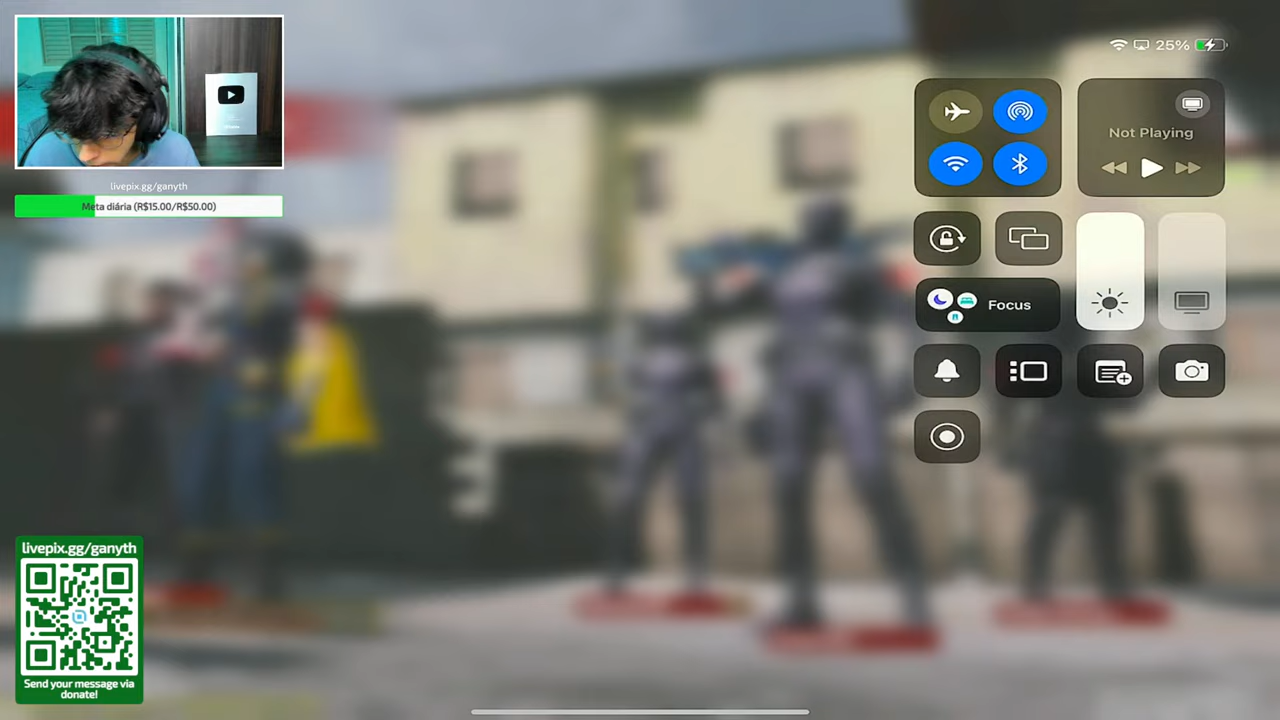 25%
Not Playing
livepix.gg/ganyth
Meta diária (R$15.00/R$50.00)
Focus
livepix.gg/ganyth
Send your message via
donate!